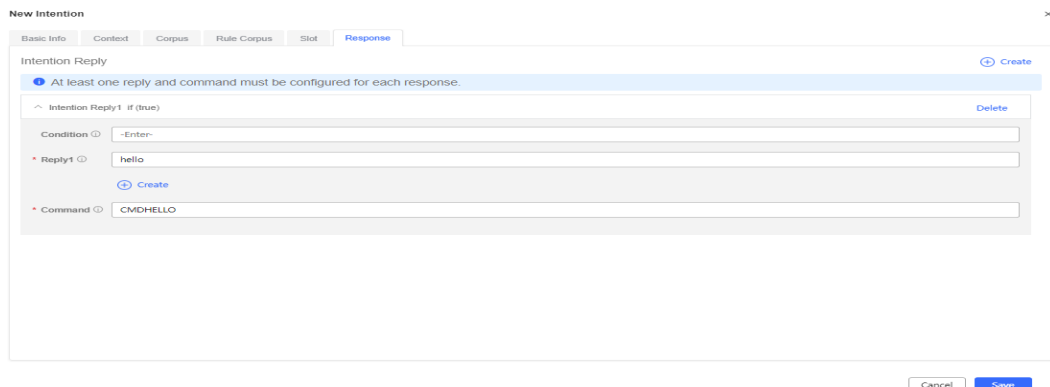 New Intention ×
Basic Info Context Corpus Rule Corpus Slot Response
Intention Reply Create
At least one reply and command must be configured for each response.
Intention Reply1 if (true) Delete
Condition -Enter-
* Reply1 hello
Create
* Command CMDHELLO
Cancel Save